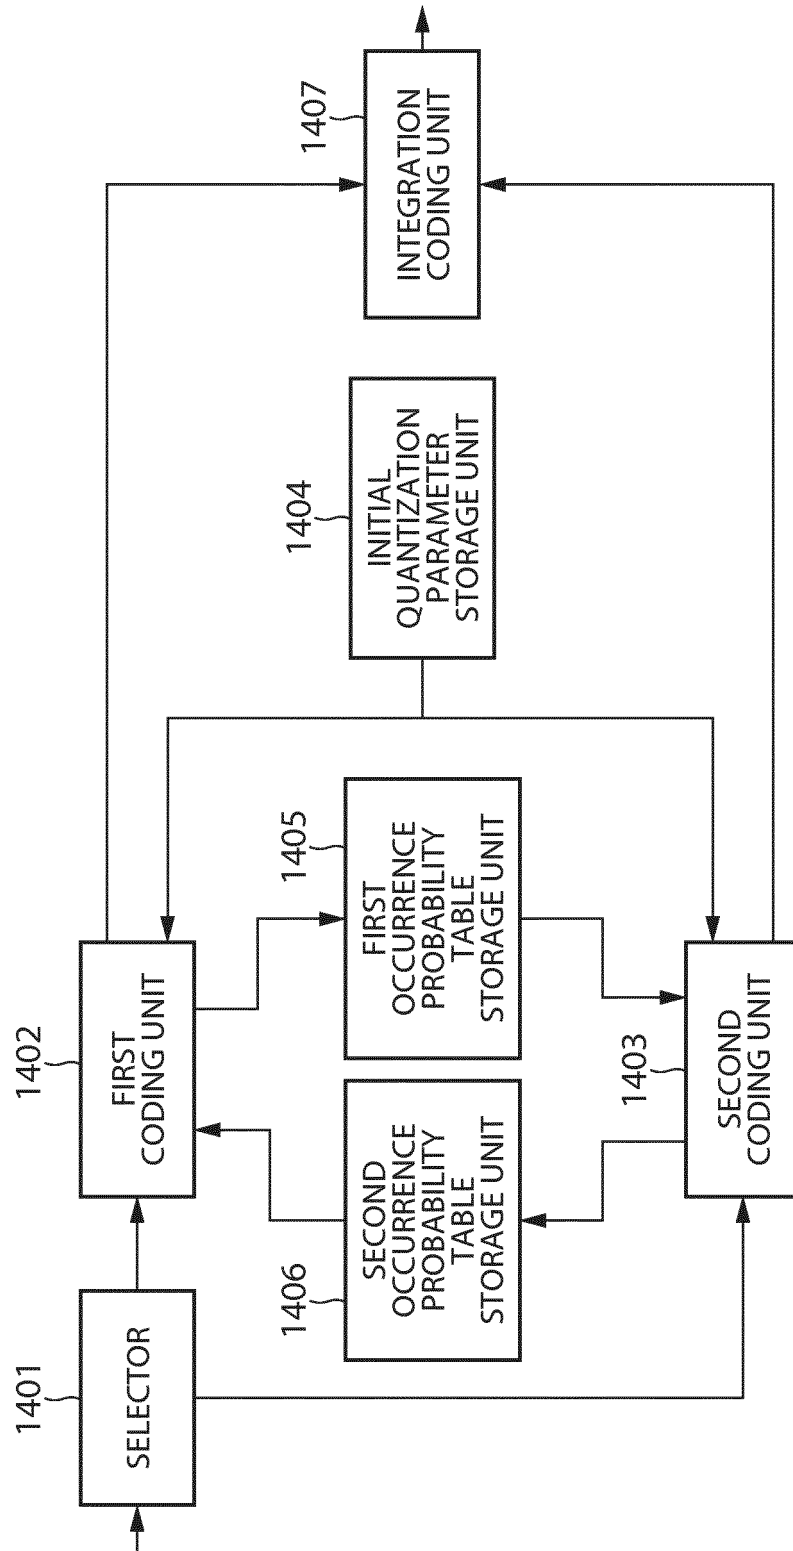 1401
SELECTOR
1402
FIRST
CODING UNIT
1406
SECOND
OCCURRENCE
PROBABILITY
TABLE
STORAGE UNIT
1405
FIRST
OCCURRENCE
PROBABILITY
TABLE
STORAGE UNIT
1403
SECOND
CODING UNIT
1404
INITIAL
QUANTIZATION
PARAMETER
STORAGE UNIT
1407
INTEGRATION
CODING UNIT